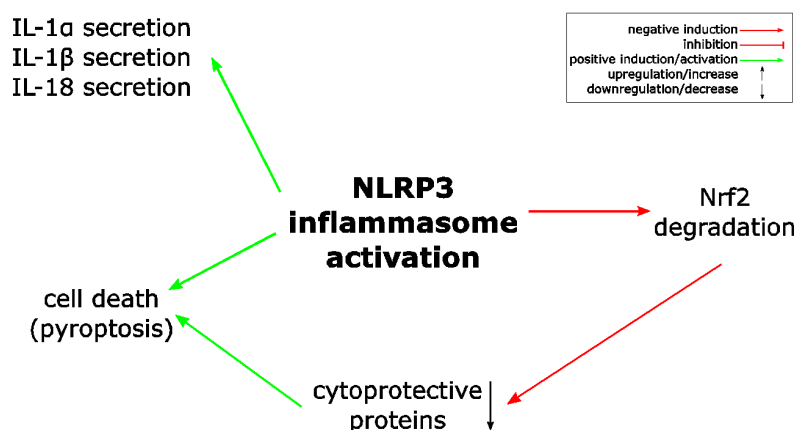 IL-1α secretion
IL-1β secretion
IL-18 secretion
negative induction
inhibition
positive induction/activation
upregulation/increase
downregulation/decrease
NLRP3
inflammasome
activation
Nrf2
degradation
cell death
(pyroptosis)
cytoprotective
proteins